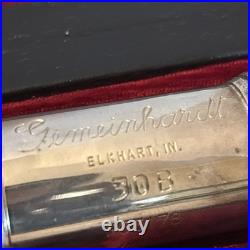 Gemeinhardt
ELKHART, IN.
30B